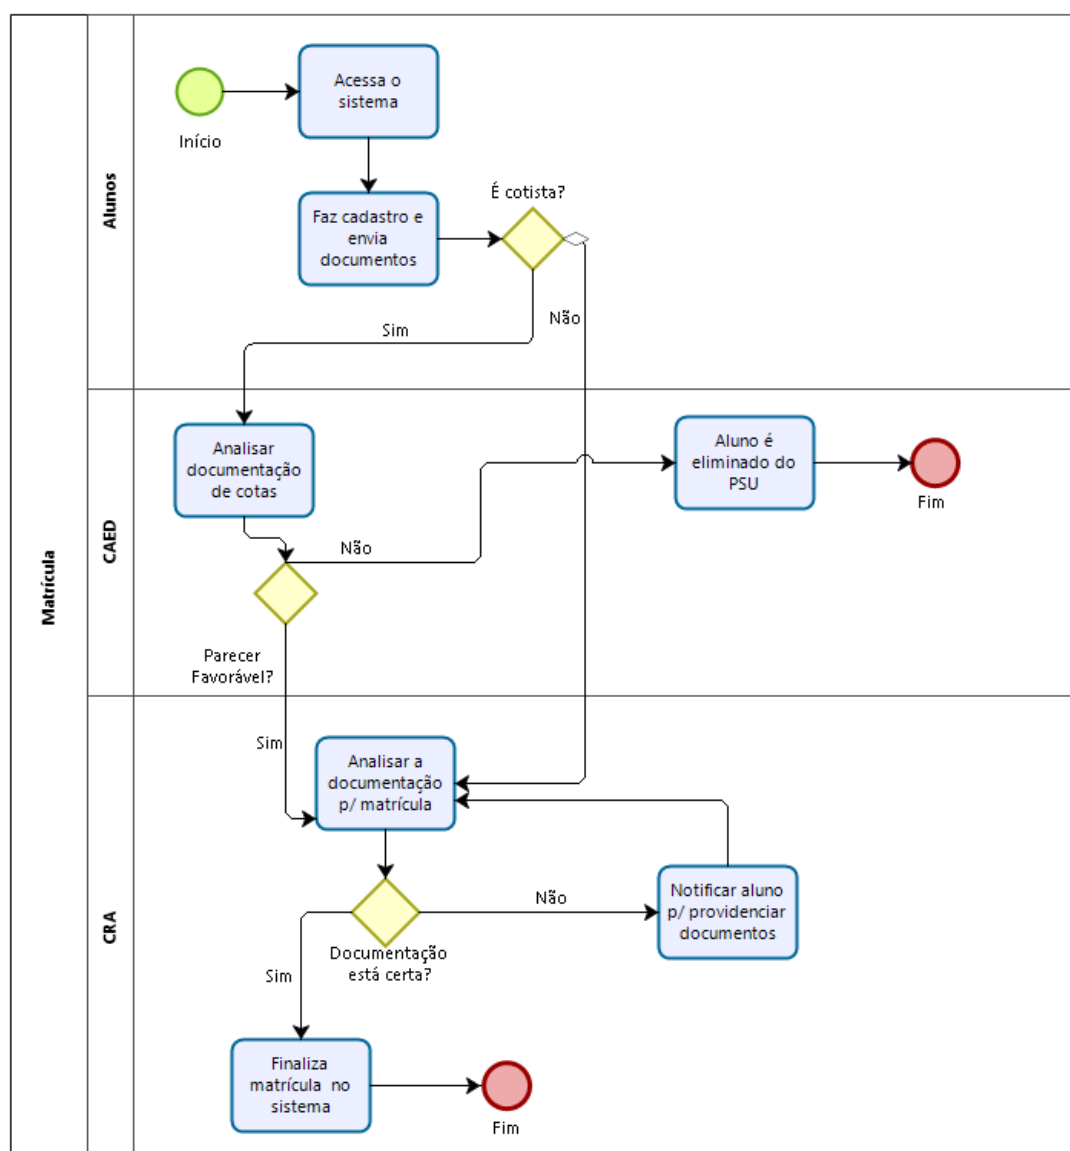 Matrícula
Alunos
Início
Acessa o
sistema
Faz cadastro e
envia
documentos
É cotista?
Sim
Não
CAED
Analisar
documentação
de cotas
Não
Aluno é
eliminado do
PSU
Fim
Parecer
Favorável?
Sim
CRA
Analisar a
documentação
p/ matrícula
Documentação
está certa?
Não
Notificar aluno
p/ providenciar
documentos
Sim
Finaliza
matrícula no
sistema
Fim